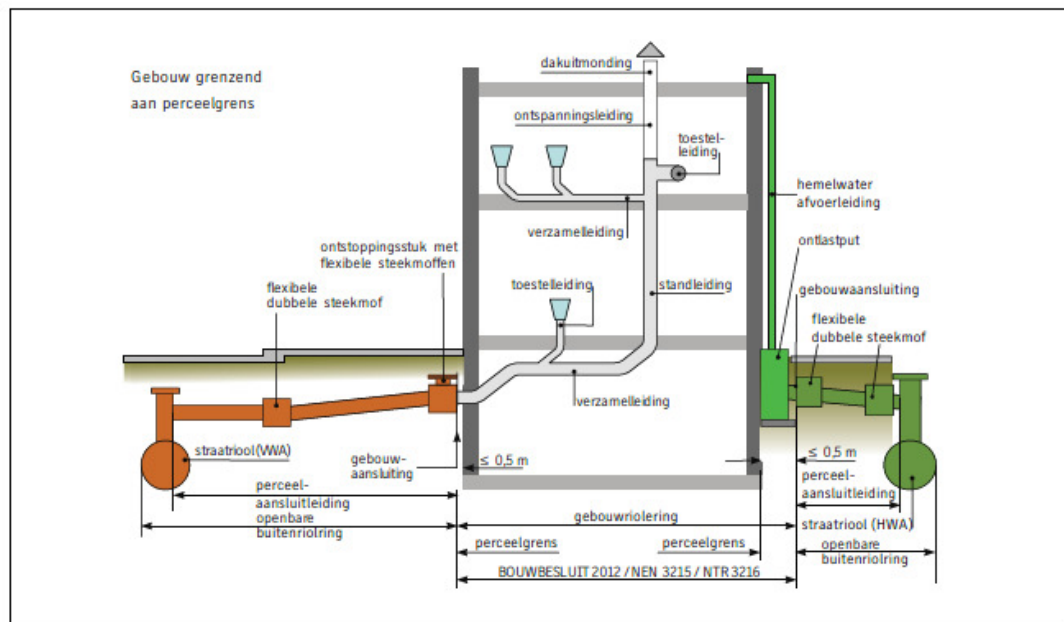 Gebouw grenzend
aan perceelgrens
dakuitmonding
ontspanningsleiding
toestel-
leiding
hemelwater
afvoerleiding
verzamelleiding
ontstoppingsstuk met
flexibele steekmoffen
ontlastput
flexibele
dubbele steekmof
toestelleiding
standleiding
gebouwaansluiting
flexibele
dubbele steekmof
verzamelleiding
straatriool(VWA)
gebouw-
aansluiting
≤ 0,5 m
≤ 0,5 m
perceel-
aansluitleiding
perceel-
aansluitleiding
openbare
buitenriolring
gebouwriolering
straatriool (HWA)
perceelgrens
perceelgrens
openbare
buitenriolring
BOUWBESLUIT 2012 / NEN 3215 / NTR 3216